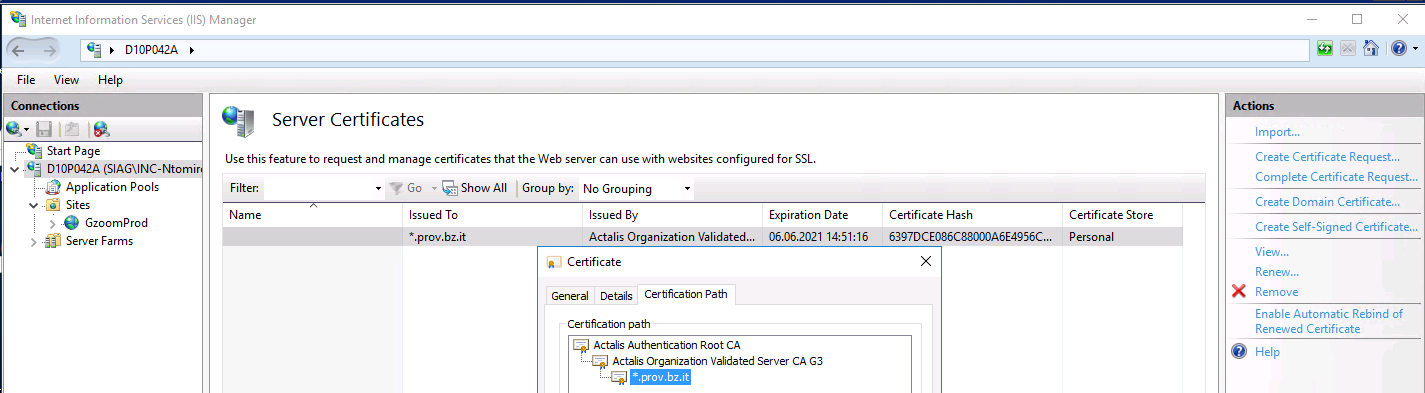 Internet Information Services (IIS) Manager
D10P042A
File View Help
Connections
Start Page
D10P042A (SIAG\INC-Ntomire
Application Pools
Sites
GzoomProd
Server Farms
Server Certificates
Use this feature to request and manage certificates that the Web server can use with websites configured for SSL.
Filter: Go Show All Group by: No Grouping
Name Issued To Issued By Expiration Date Certificate Hash Certificate Store
*.prov.bz.it Actalis Organization Validated... 06.06.2021 14:51:16 6397DCE086C88000A6E4956C... Personal
Certificate
General Details Certification Path
Certification path
Actalis Authentication Root CA
Actalis Organization Validated Server CA G3
*.prov.bz.it
Actions
Import...
Create Certificate Request...
Complete Certificate Request...
Create Domain Certificate...
Create Self-Signed Certificate...
View...
Renew...
Remove
Enable Automatic Rebind of
Renewed Certificate
Help